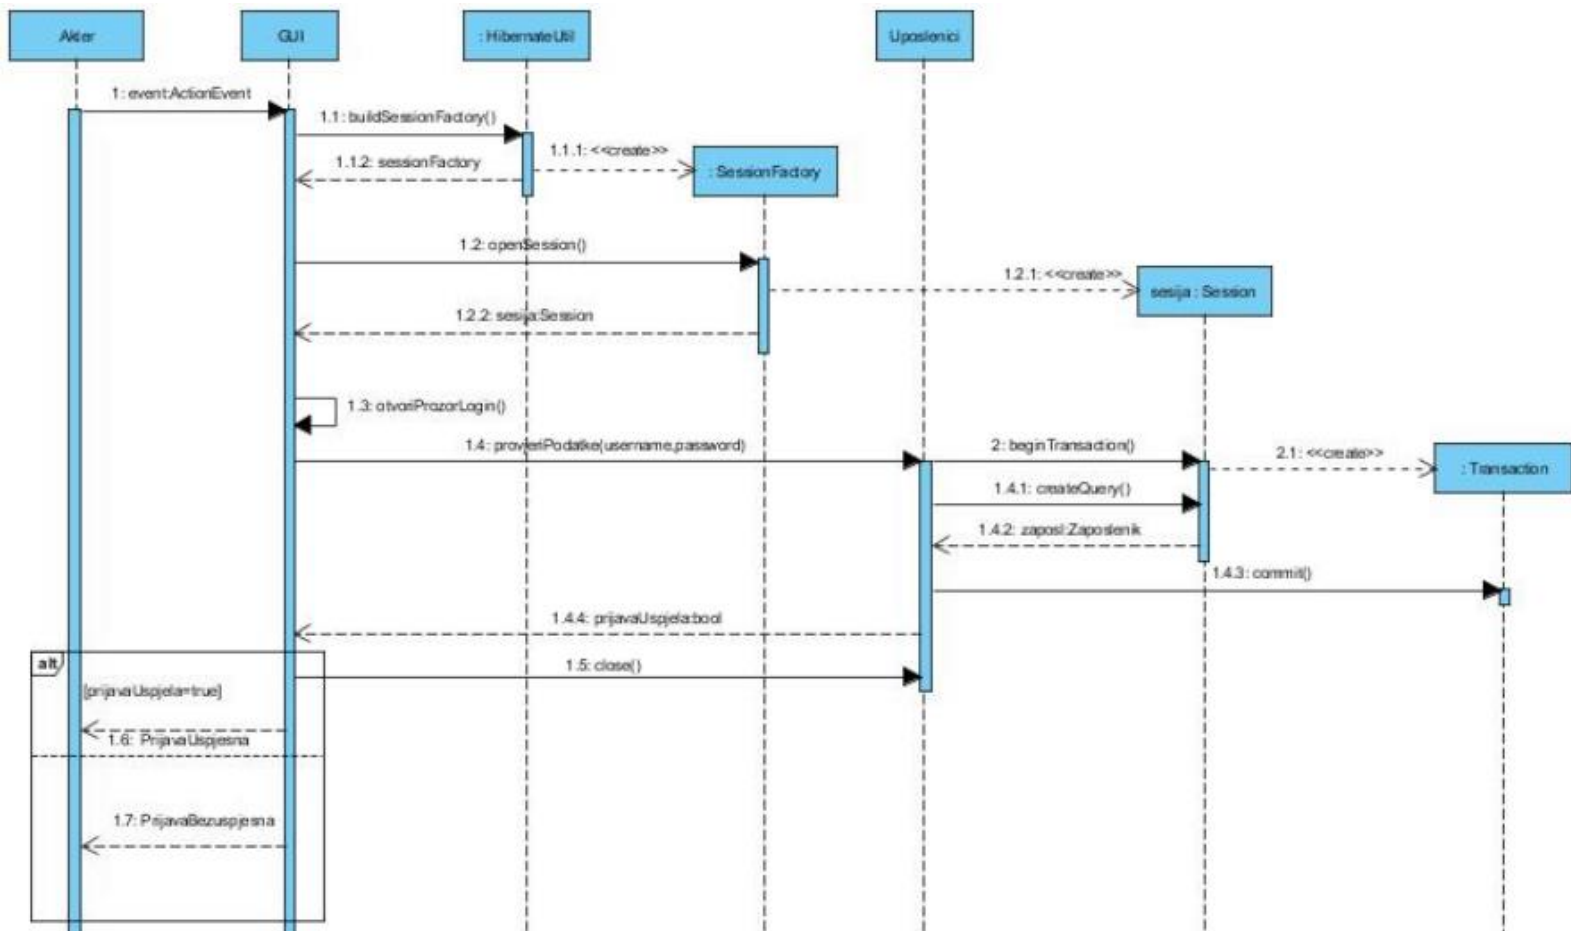 Akter
GUI
: HibernateUtil
Uposlenici
1: event:ActionEvent
1.1: buildSessionFactory()
1.1.1: <<create>>
1.1.2: sessionFactory
: SessionFactory
1.2: openSession()
1.2.1: <<create>>
sesija : Session
1.2.2: sesija:Session
1.3: otvoriProzorLogin()
1.4: provjeriPodatke(username,password)
2: beginTransaction()
2.1: <<create>>
: Transaction
1.4.1: createQuery()
1.4.2: zaposl:Zaposlenik
1.4.3: commit()
1.4.4: prijavaUspjela:bool
alt
1.5: close()
[prijavaUspjela=true]
1.6: PrijavaUspjesna
1.7: PrijavaBezuspjesna